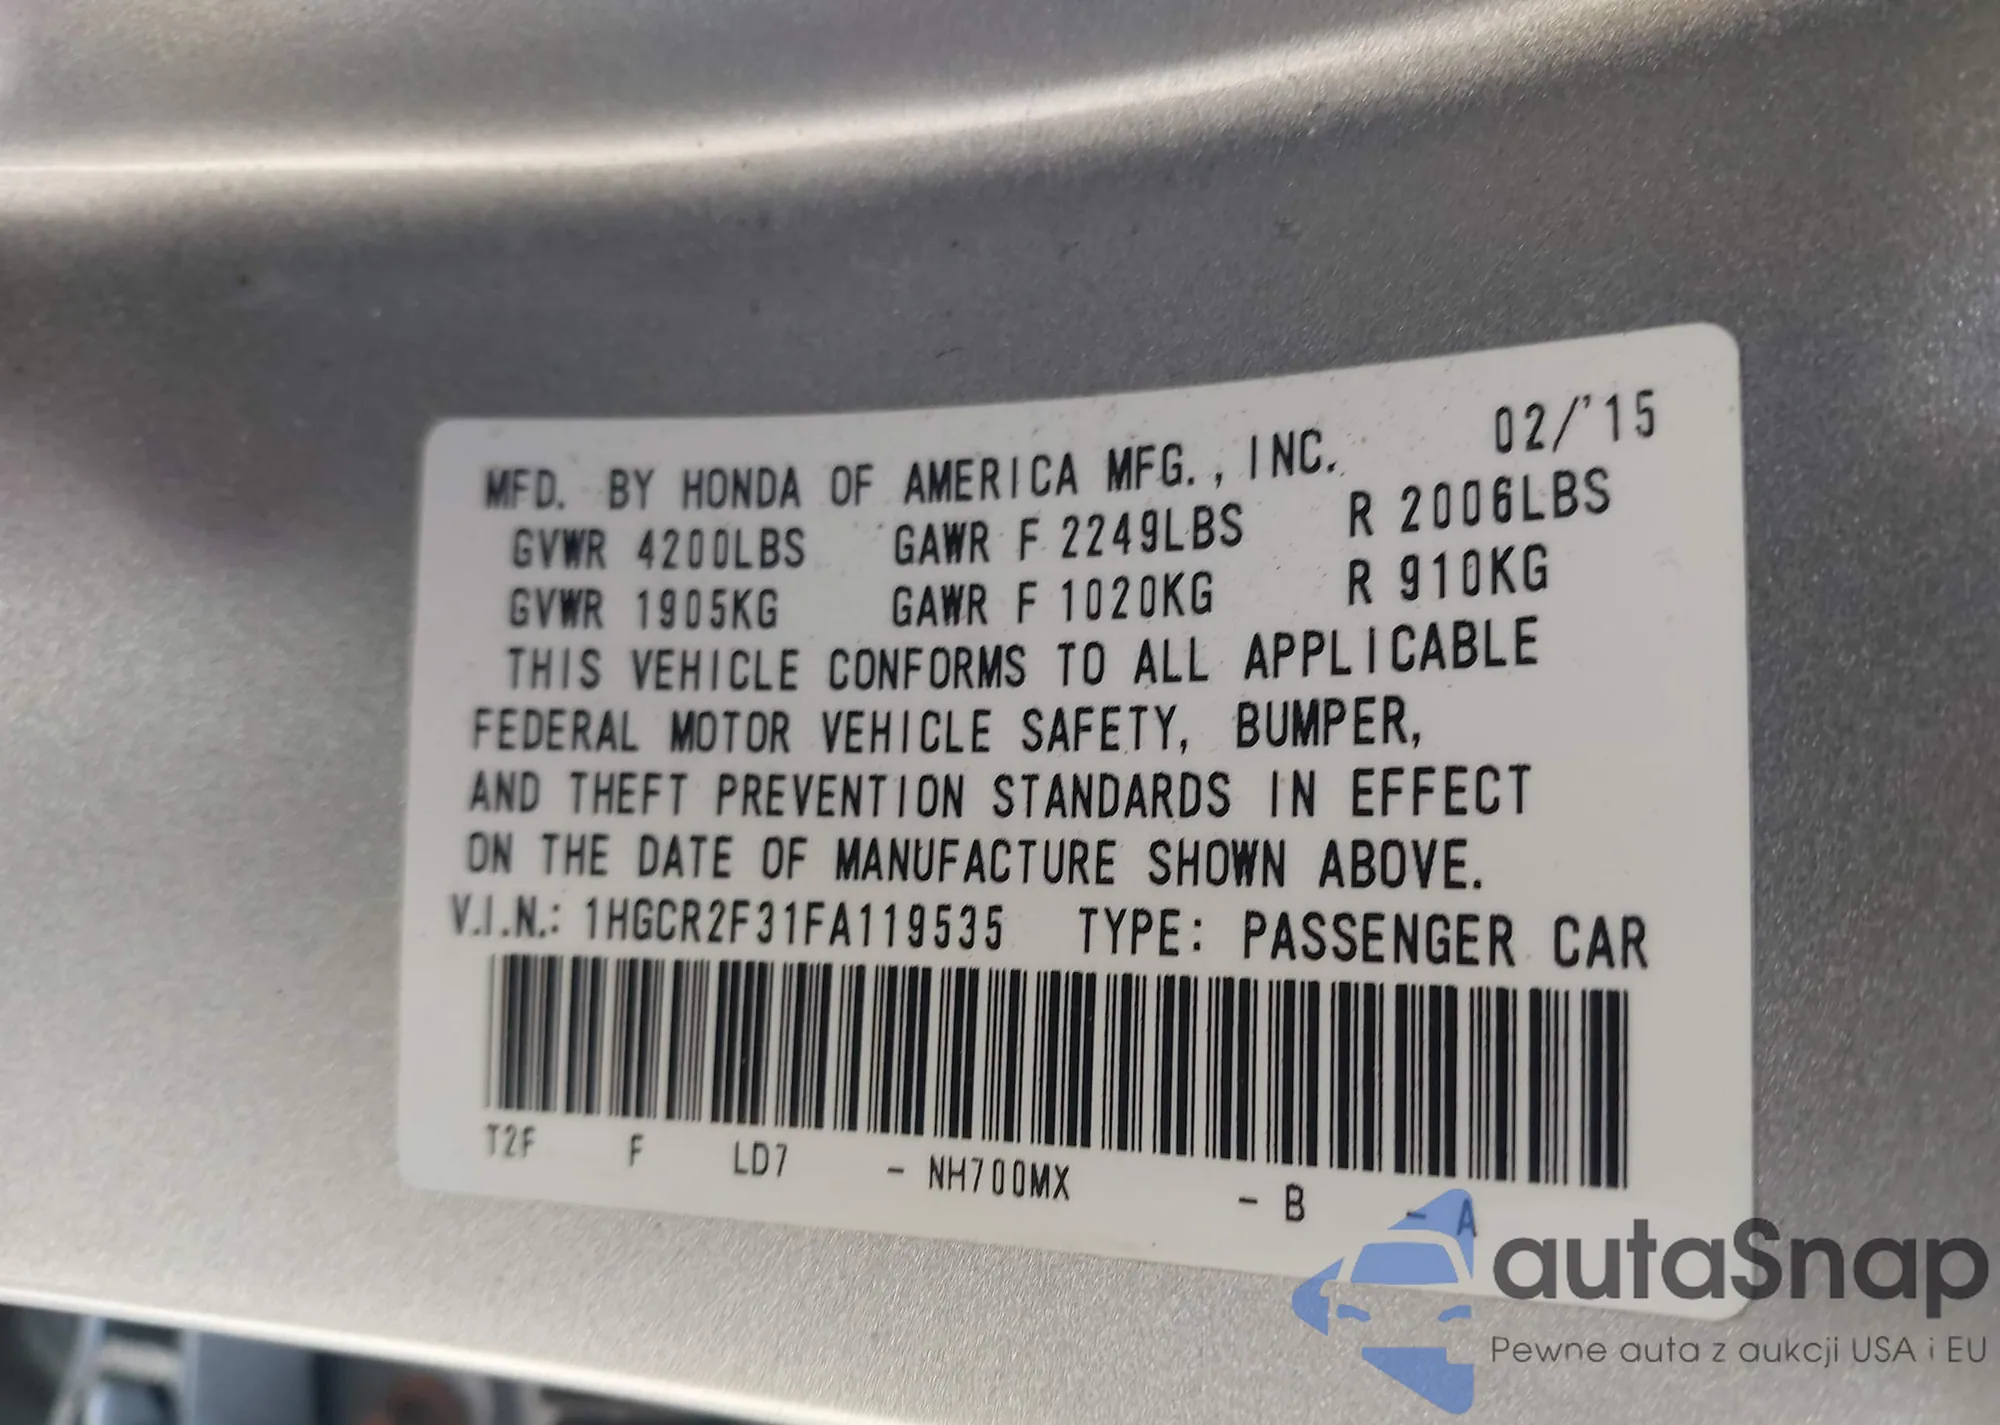 MFD. BY HONDA OF AMERICA MFG., INC. 02/'15
GVWR 4200LBS GAWR F 2249LBS R 2006LBS
GVWR 1905KG GAWR F 1020KG R 910KG
THIS VEHICLE CONFORMS TO ALL APPLICABLE
FEDERAL MOTOR VEHICLE SAFETY, BUMPER,
AND THEFT PREVENTION STANDARDS IN EFFECT
ON THE DATE OF MANUFACTURE SHOWN ABOVE.
V.I.N.: 1HGCR2F31FA119535 TYPE: PASSENGER CAR
T2F F LD7 - NH700MX - B - A
autaSnap
Pewne auta z aukcji USA i EU